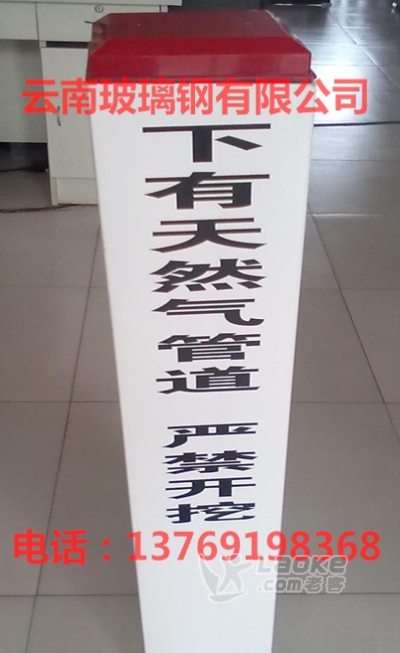 云南玻璃钢有限公司
下有天然气管道 严禁开挖
电话：13769198368
Laoke
.com老客